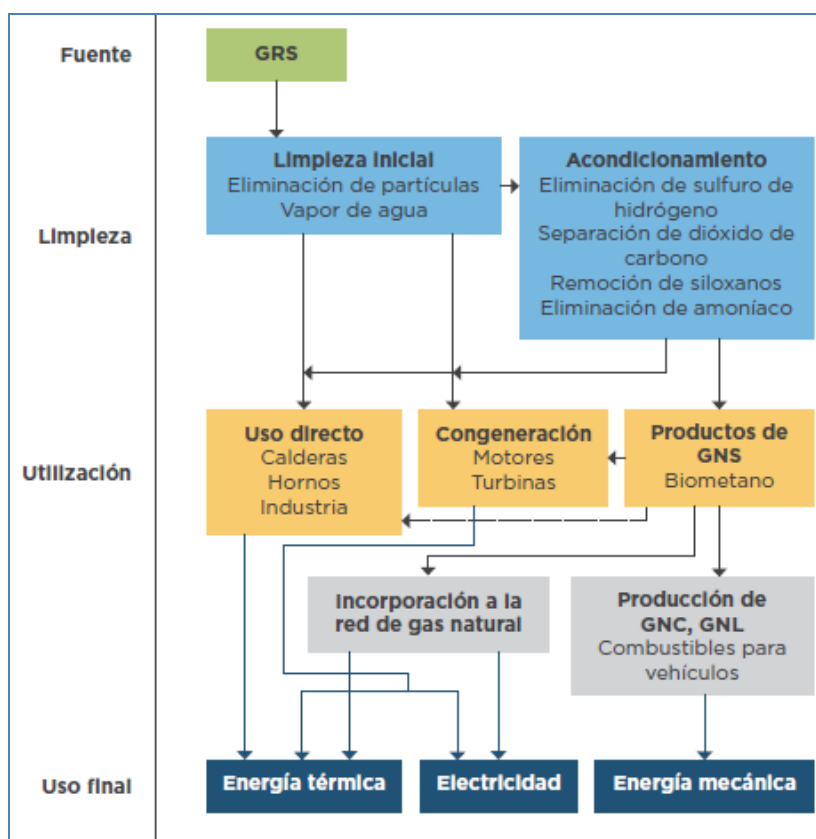 Fuente
GRS
Limpieza
Limpieza inicial
Eliminación de partículas
Vapor de agua
Acondicionamiento
Eliminación de sulfuro de
hidrógeno
Separación de dióxido de
carbono
Remoción de siloxanos
Eliminación de amoníaco
Utilización
Uso directo
Calderas
Hornos
Industria
Congeneración
Motores
Turbinas
Productos de
GNS
Biometano
Incorporación a la
red de gas natural
Producción de
GNC, GNL
Combustibles para
vehículos
Uso final
Energía térmica
Electricidad
Energía mecánica